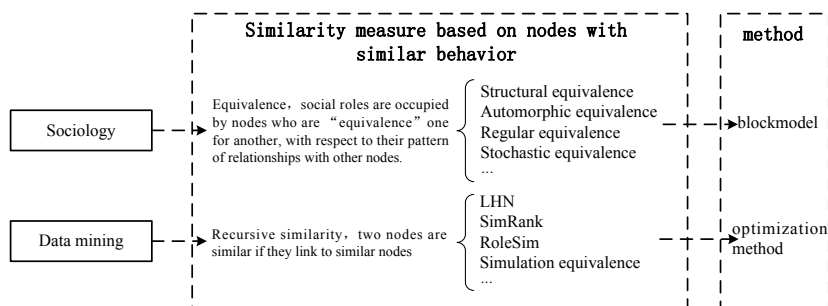 Similarity measure based on nodes with
similar behavior
method
Sociology
Equivalence, social roles are occupied
by nodes who are “equivalence” one
for another, with respect to their pattern
of relationships with other nodes.
Structural equivalence
Automorphic equivalence
Regular equivalence
Stochastic equivalence
...
blockmodel
Data mining
Recursive similarity, two nodes are
similar if they link to similar nodes
LHN
SimRank
RoleSim
Simulation equivalence
...
optimization
method